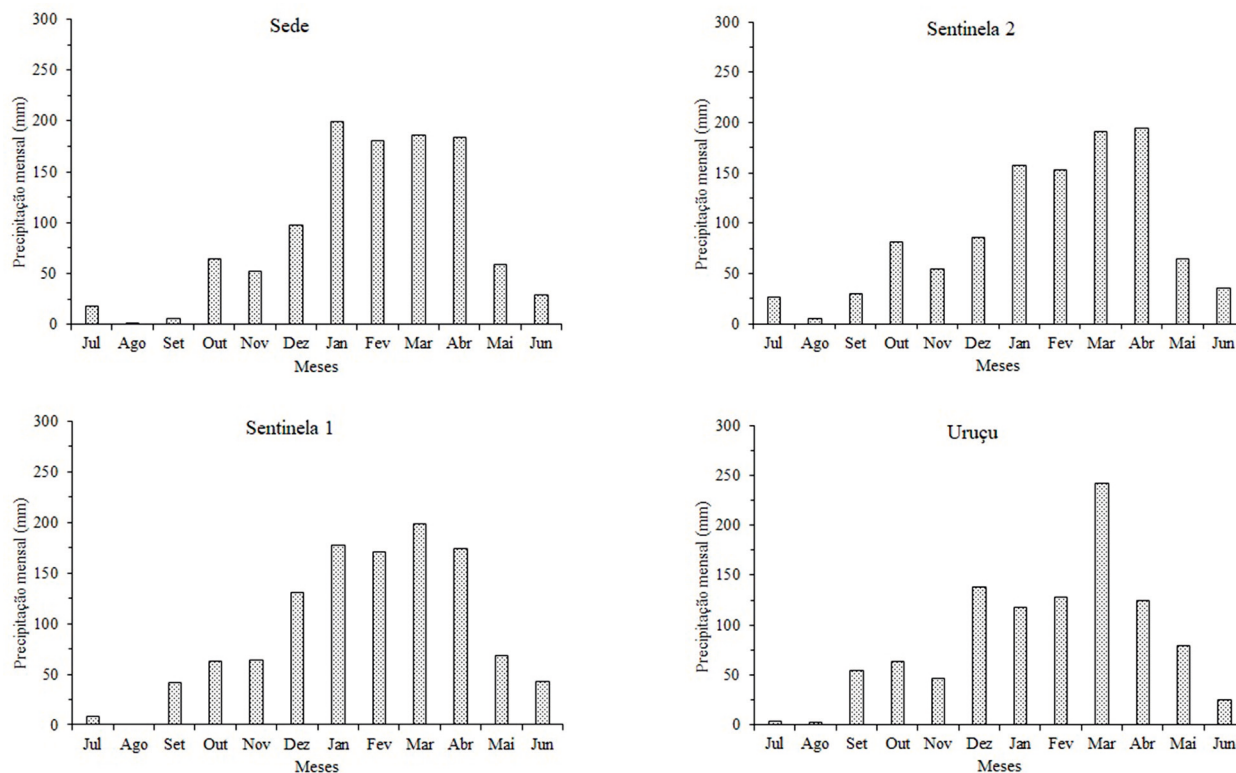 Sede
Precipitação mensal (mm)
300
250
200
150
100
50
0
Jul Ago Set Out Nov Dez Jan Fev Mar Abr Mai Jun
Meses
Sentinela 2
Precipitação mensal (mm)
300
250
200
150
100
50
0
Jul Ago Set Out Nov Dez Jan Fev Mar Abr Mai Jun
Meses
Sentinela 1
Precipitação mensal (mm)
300
250
200
150
100
50
0
Jul Ago Set Out Nov Dez Jan Fev Mar Abr Mai Jun
Meses
Uruçu
Precipitação mensal (mm)
300
250
200
150
100
50
0
Jul Ago Set Out Nov Dez Jan Fev Mar Abr Mai Jun
Meses